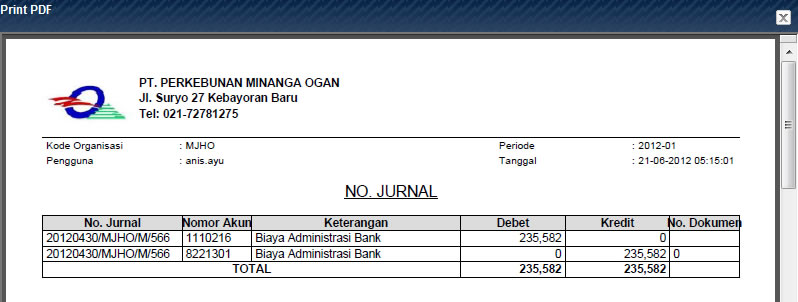 Print PDF
PT. PERKEBUNAN MINANGA OGAN
Jl. Suryo 27 Kebayoran Baru
Tel: 021-72781275
Kode Organisasi : MJHO Periode : 2012-01
Pengguna : anis.ayu Tanggal : 21-06-2012 05:15:01
NO. JURNAL
No. Jurnal Nomor Akun Keterangan Debet Kredit No. Dokumen
20120430/MJHO/M/566 1110216 Biaya Administrasi Bank 235,582 0
20120430/MJHO/M/566 8221301 Biaya Administrasi Bank 0 235,582 0
TOTAL 235,582 235,582